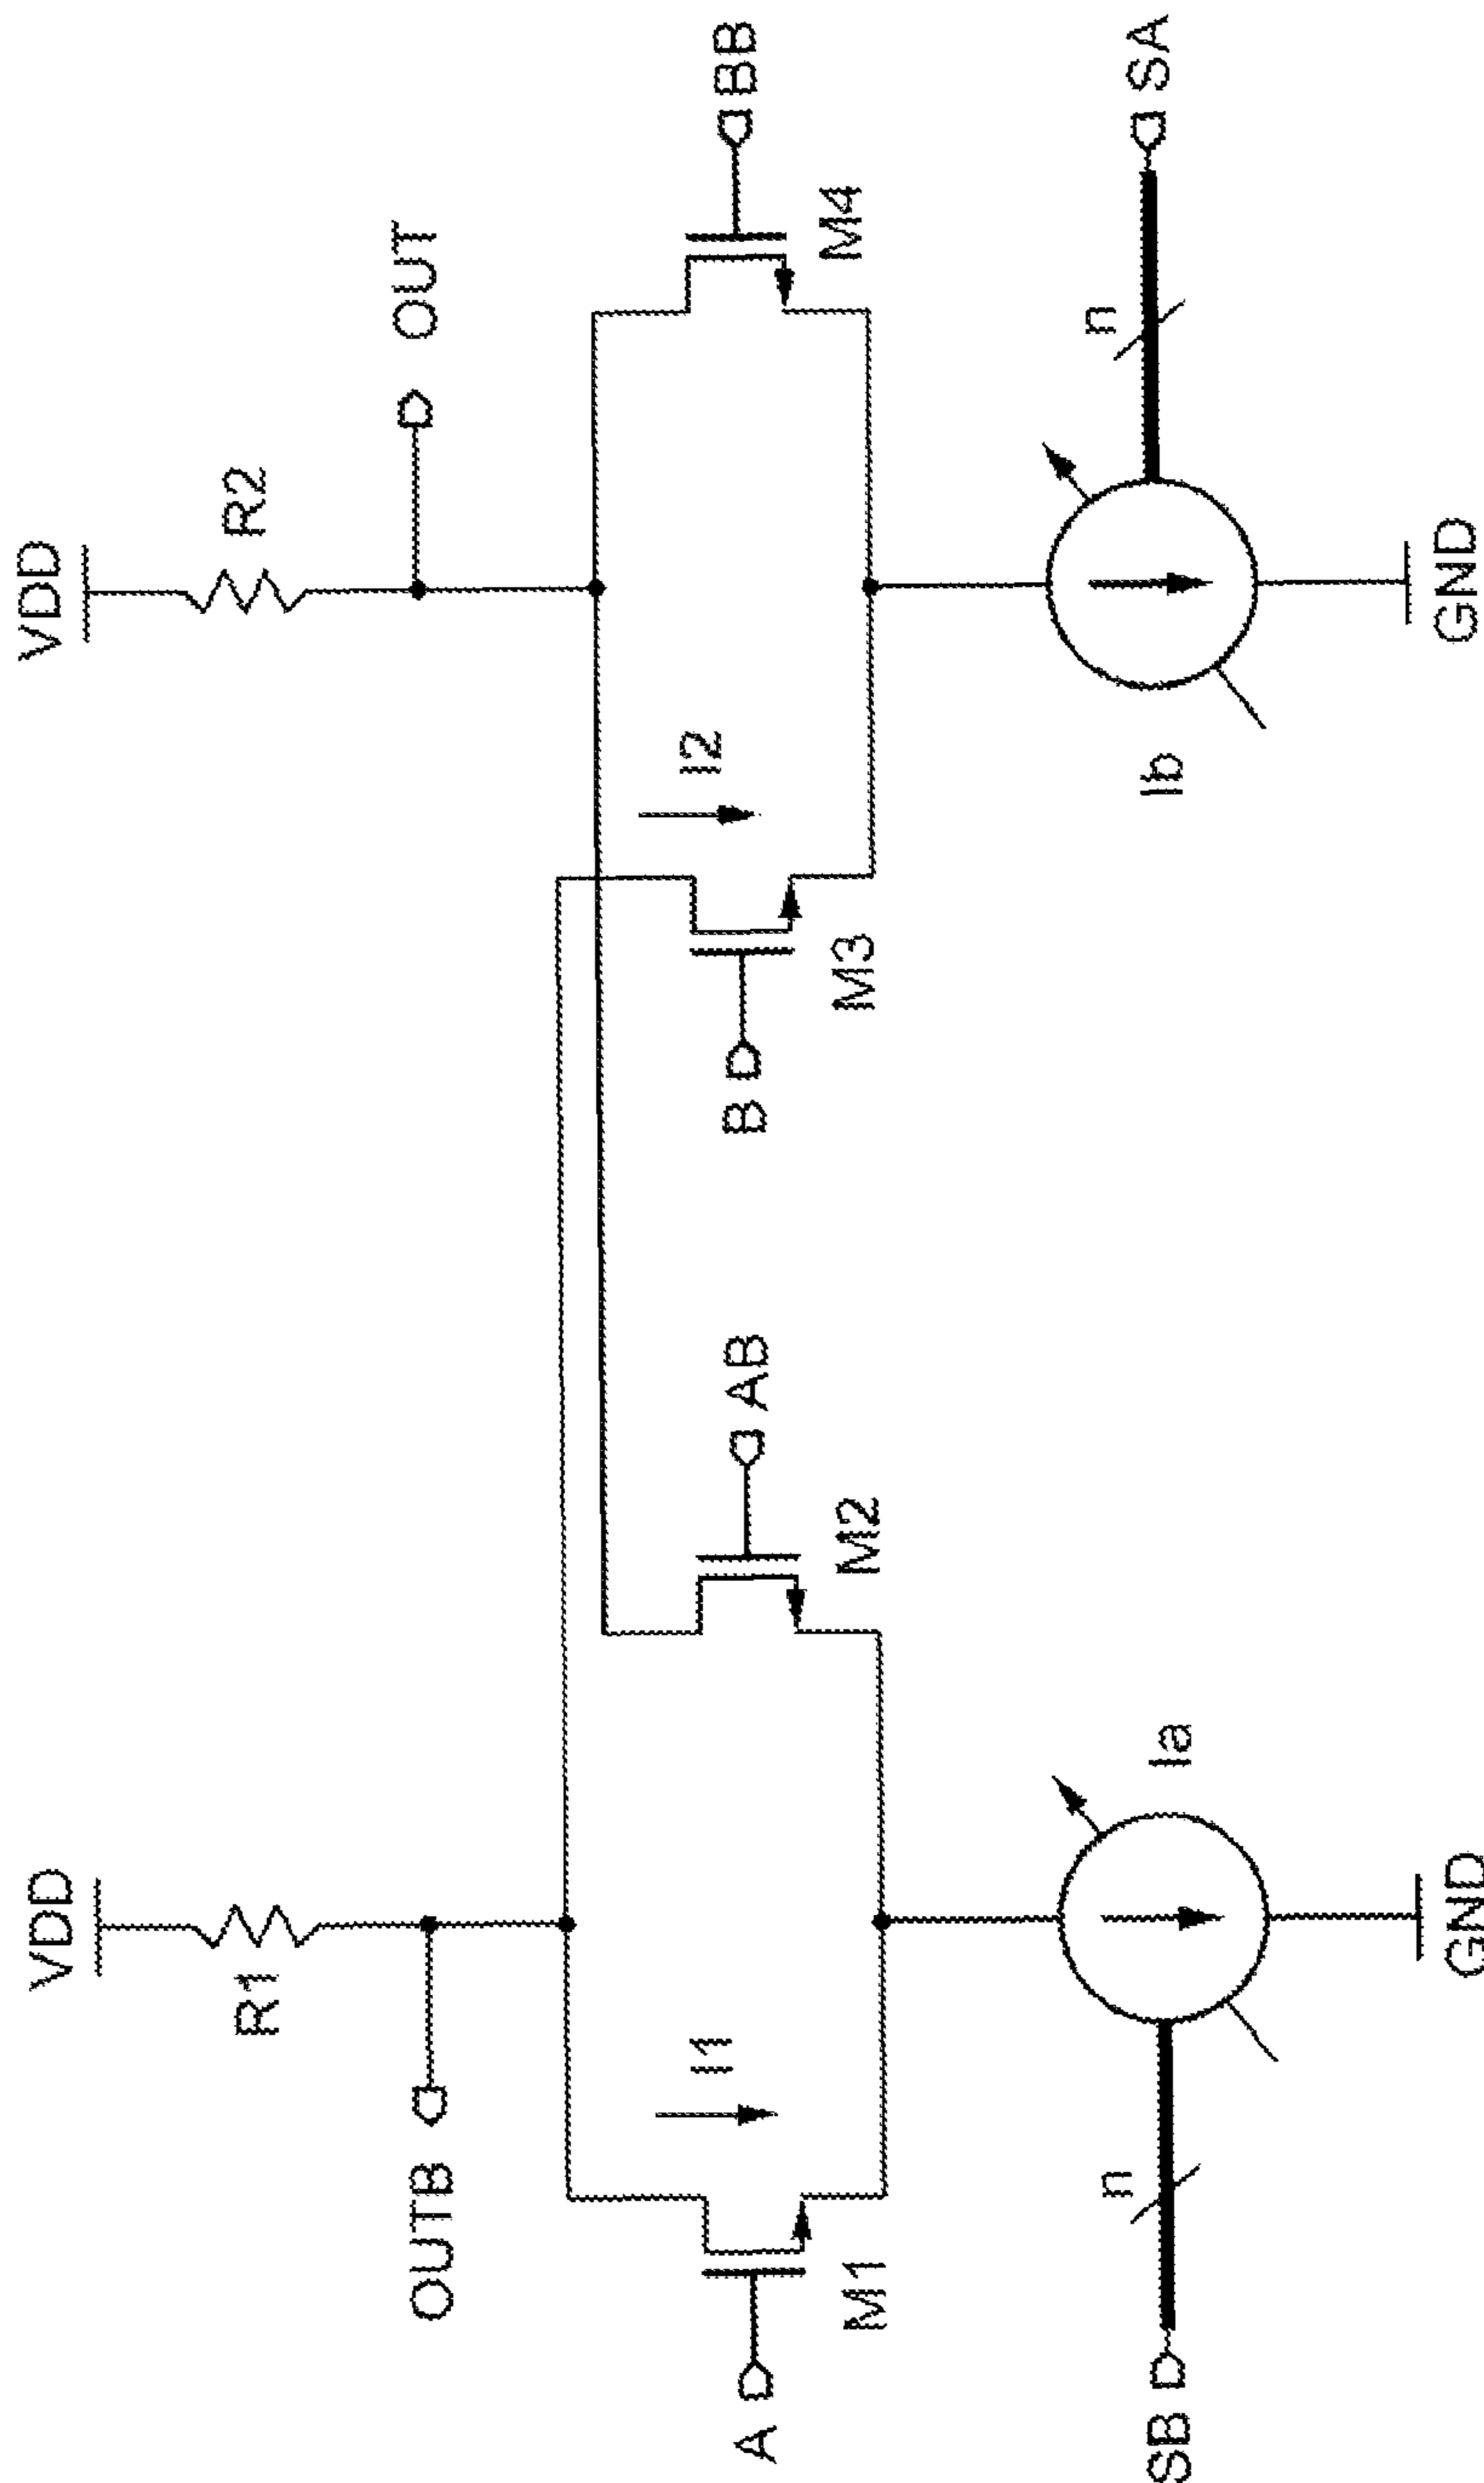 VDD
VDD
R1
R2
OUTB
OUT
I1
I2
A
AB
B
BB
M1
M2
M3
M4
SB
n
Ia
Ib
n
SA
GND
GND